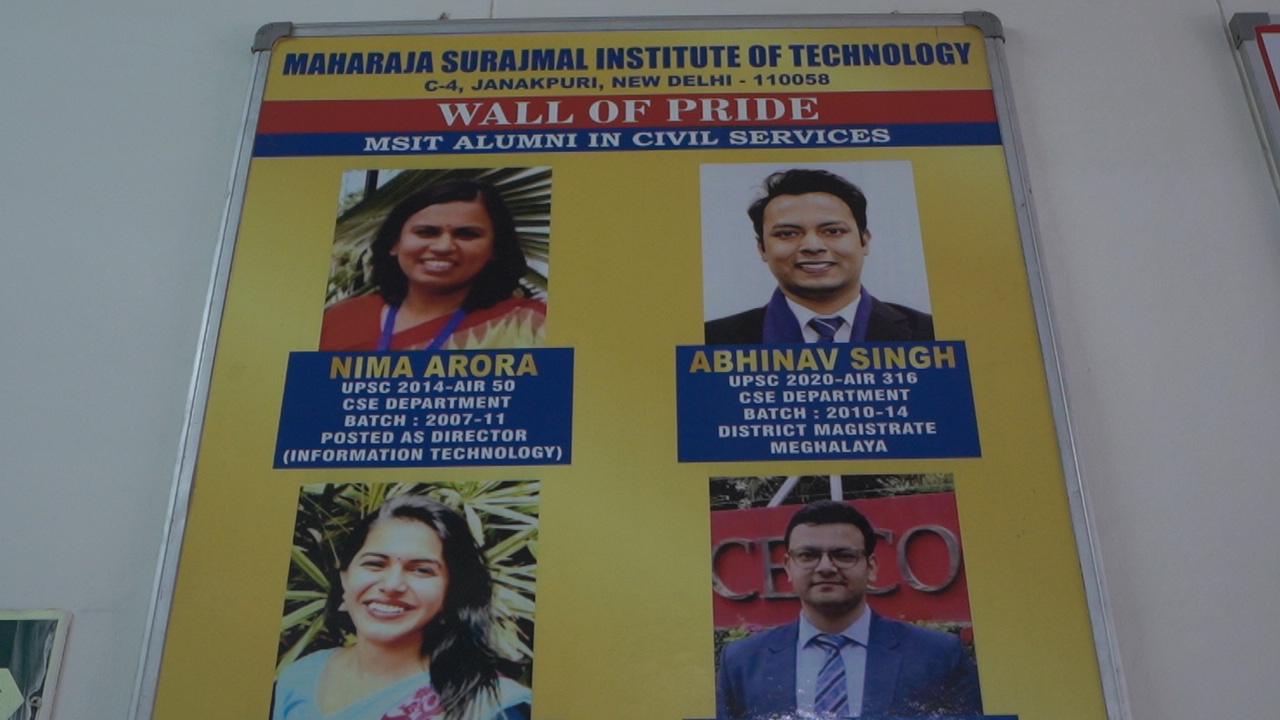 MAHARAJA SURAJMAL INSTITUTE OF TECHNOLOGY
C-4, JANAKPURI, NEW DELHI - 110058
WALL OF PRIDE
MSIT ALUMNI IN CIVIL SERVICES
NIMA ARORA
UPSC 2014-AIR 50
CSE DEPARTMENT
BATCH : 2007-11
POSTED AS DIRECTOR
(INFORMATION TECHNOLOGY)
ABHINAV SINGH
UPSC 2020-AIR 316
CSE DEPARTMENT
BATCH : 2010-14
DISTRICT MAGISTRATE
MEGHALAYA